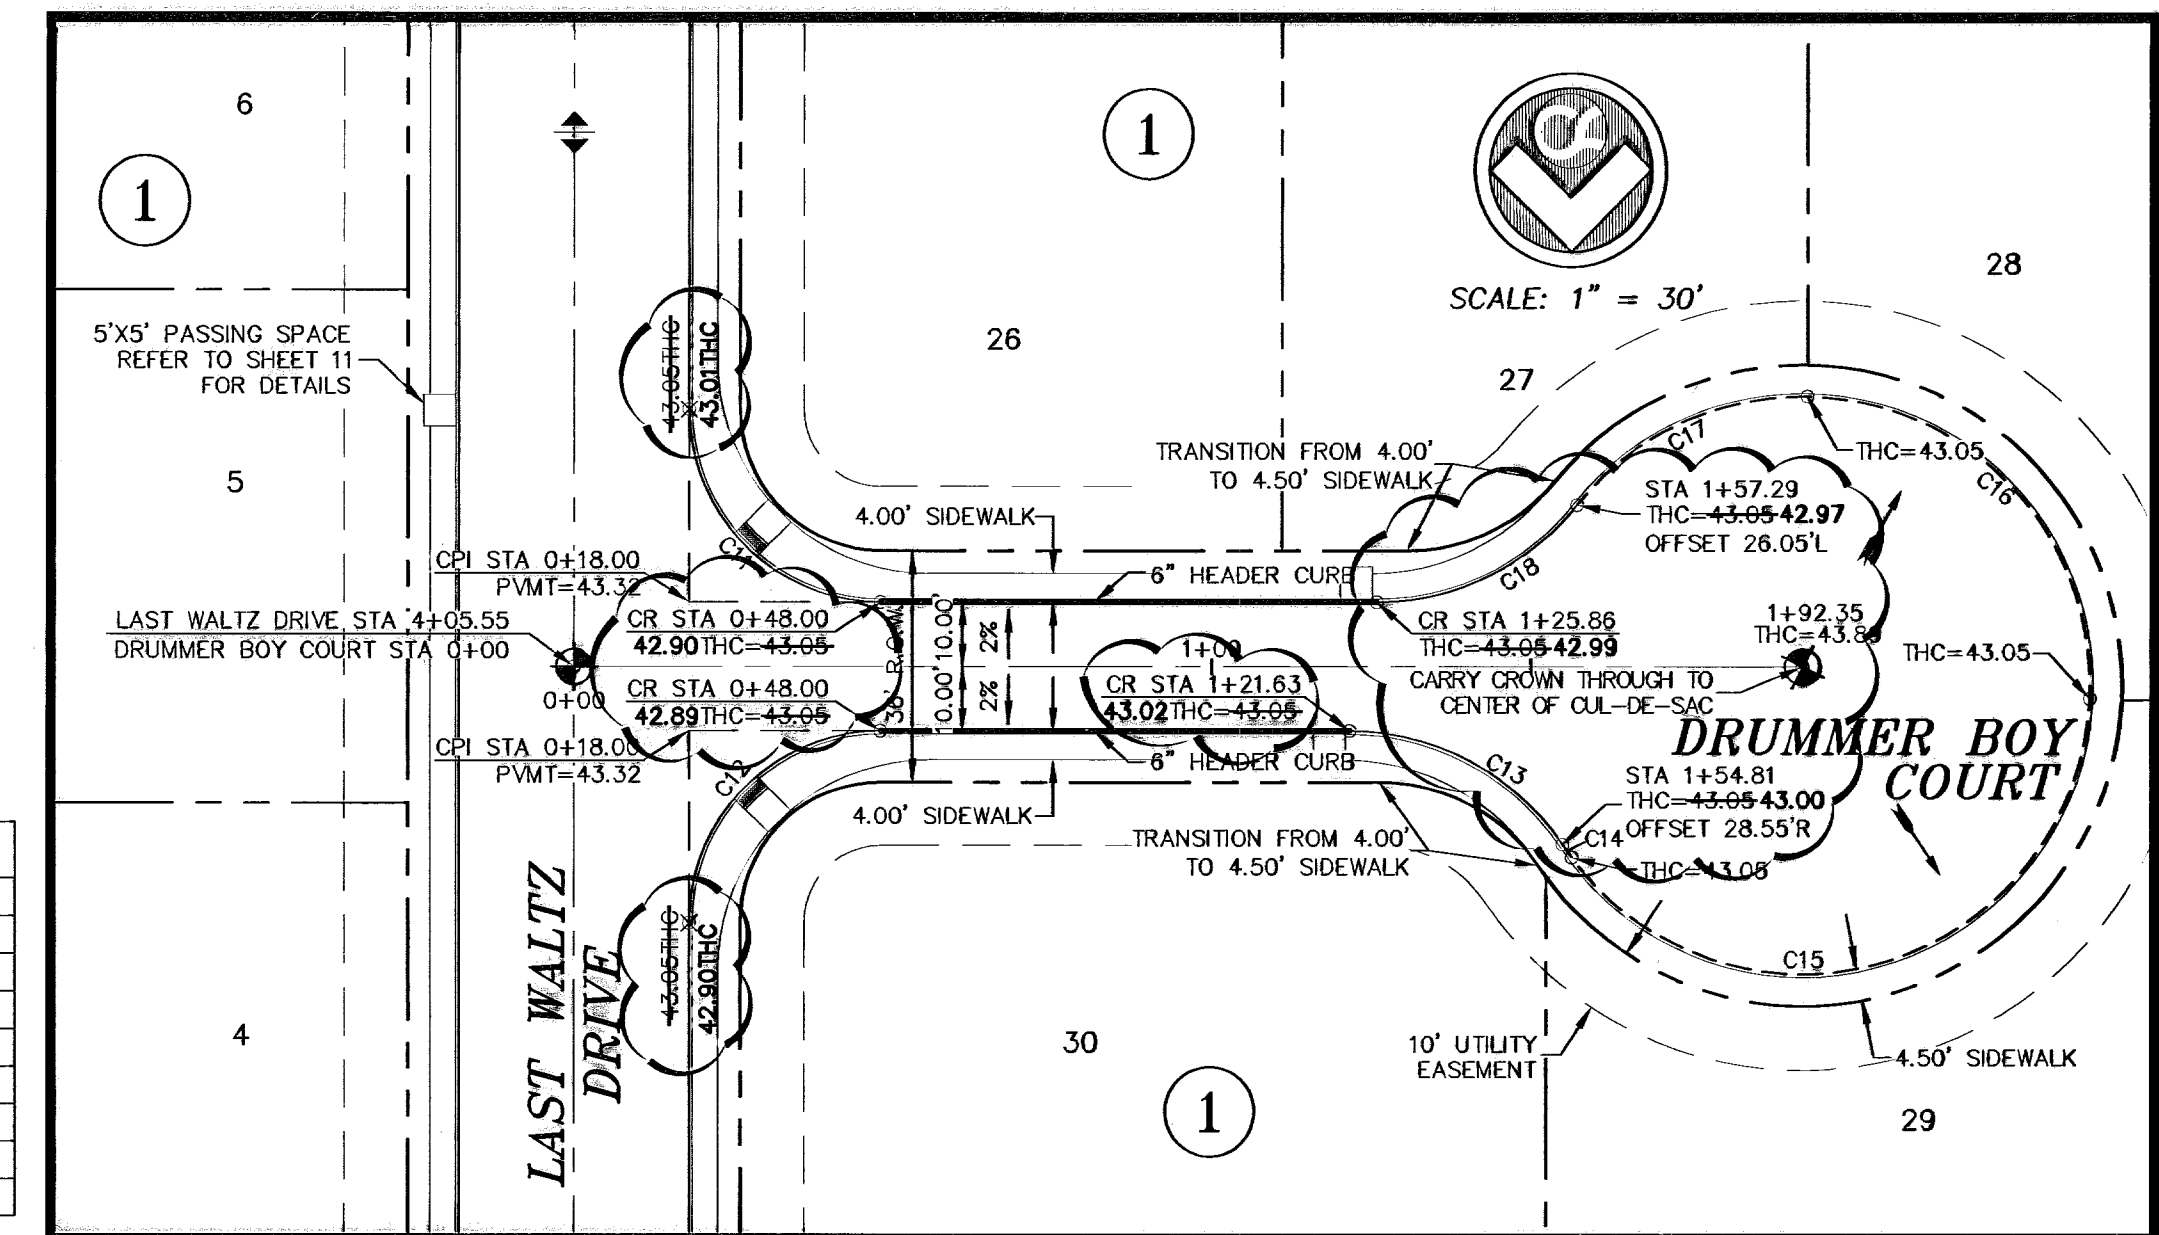 6
1
1
28
SCALE: 1" = 30'
5'X5' PASSING SPACE
REFER TO SHEET 11
FOR DETAILS
43.05THC
43.01THC
26
27
5
TRANSITION FROM 4.00'
TO 4.50' SIDEWALK
C17
THC=43.05
C16
STA 1+57.29
THC=43.05 42.97
OFFSET 26.05'L
4.00' SIDEWALK
C11
CPI STA 0+18.00
PVMT=43.32
6" HEADER CURB
C18
LAST WALTZ DRIVE STA 4+05.55
DRUMMER BOY COURT STA 0+00
CR STA 0+48.00
42.90THC=43.05
36' R.O.W.
10.00'
10.00'
2%
2%
1+00
CR STA 1+25.86
THC=43.05 42.99
1+92.35
THC=43.8
THC=43.05
0+00
CR STA 0+48.00
42.89THC=43.05
CR STA 1+21.63
43.02THC=43.05
CARRY CROWN THROUGH TO
CENTER OF CUL-DE-SAC
DRUMMER BOY
COURT
CPI STA 0+18.00
PVMT=43.32
C12
6" HEADER CURB
C13
STA 1+54.81
THC=43.05 43.00
OFFSET 28.55'R
4.00' SIDEWALK
TRANSITION FROM 4.00'
TO 4.50' SIDEWALK
C14
THC=43.05
LAST WALTZ
DRIVE
43.05THC
42.90THC
C15
4
30
10' UTILITY
EASEMENT
4.50' SIDEWALK
1
29